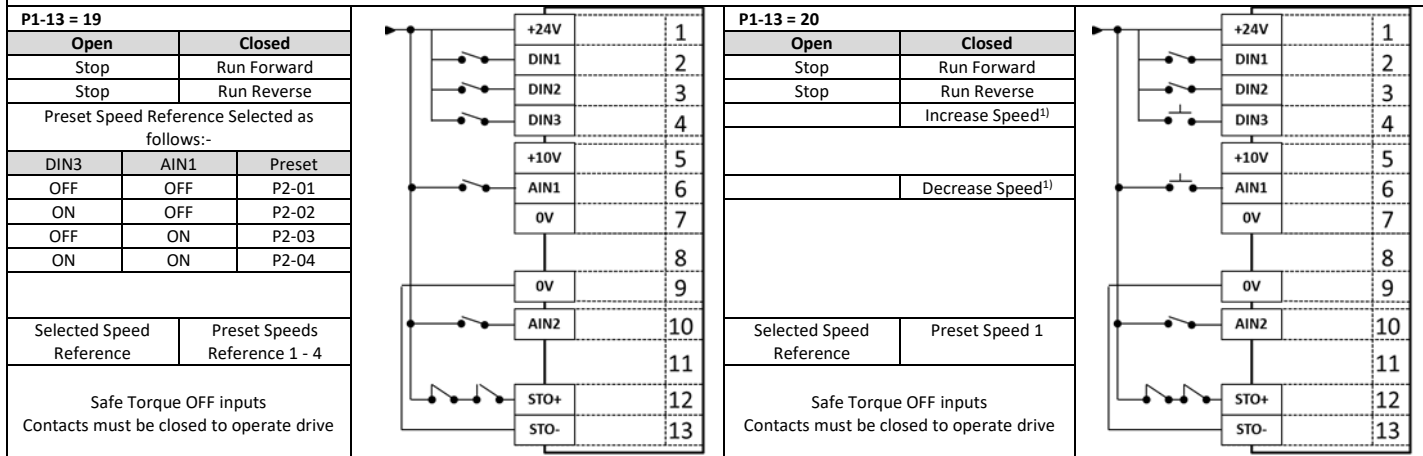 P1-13 = 19
Open Closed
Stop Run Forward
Stop Run Reverse
Preset Speed Reference Selected as
follows:-
DIN3 AIN1 Preset
OFF OFF P2-01
ON OFF P2-02
OFF ON P2-03
ON ON P2-04
Selected Speed
Reference
Preset Speeds
Reference 1 - 4
Safe Torque OFF inputs
Contacts must be closed to operate drive
+24V 1
DIN1 2
DIN2 3
DIN3 4
+10V 5
AIN1 6
0V 7
8
0V 9
AIN2 10
11
STO+ 12
STO- 13
P1-13 = 20
Open Closed
Stop Run Forward
Stop Run Reverse
Increase Speed1)
Decrease Speed1)
Selected Speed
Reference
Preset Speed 1
Safe Torque OFF inputs
Contacts must be closed to operate drive
+24V 1
DIN1 2
DIN2 3
DIN3 4
+10V 5
AIN1 6
0V 7
8
0V 9
AIN2 10
11
STO+ 12
STO- 13